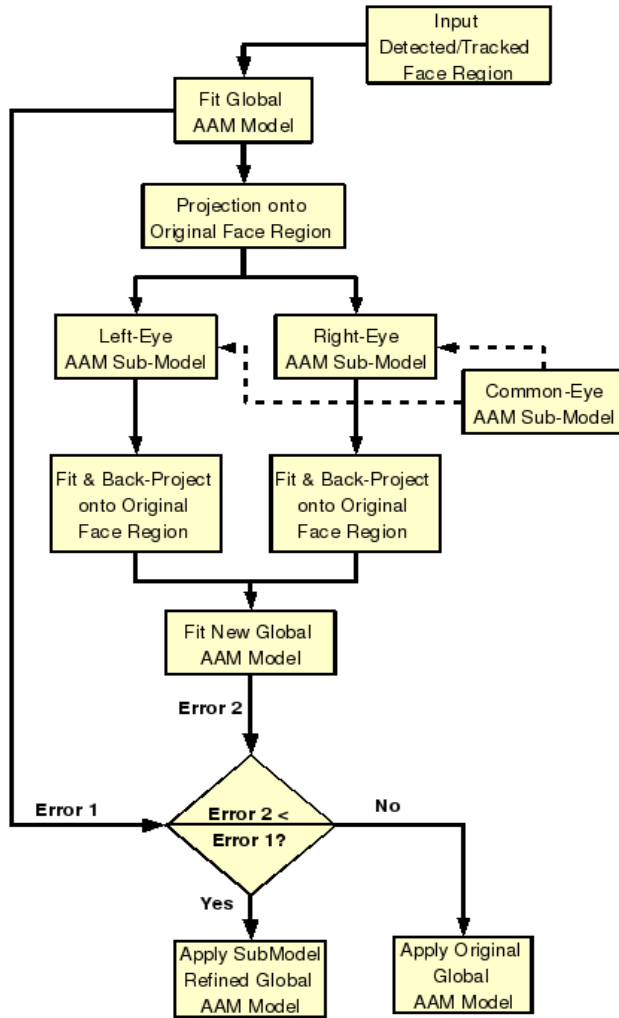 Input
Detected/Tracked
Face Region
Fit Global
AAM Model
Projection onto
Original Face Region
Left-Eye
AAM Sub-Model
Right-Eye
AAM Sub-Model
Common-Eye
AAM Sub-Model
Fit & Back-Project
onto Original
Face Region
Fit & Back-Project
onto Original
Face Region
Fit New Global
AAM Model
Error 2
Error 1
Error 2 <
Error 1?
No
Yes
Apply SubModel
Refined Global
AAM Model
Apply Original
Global
AAM Model